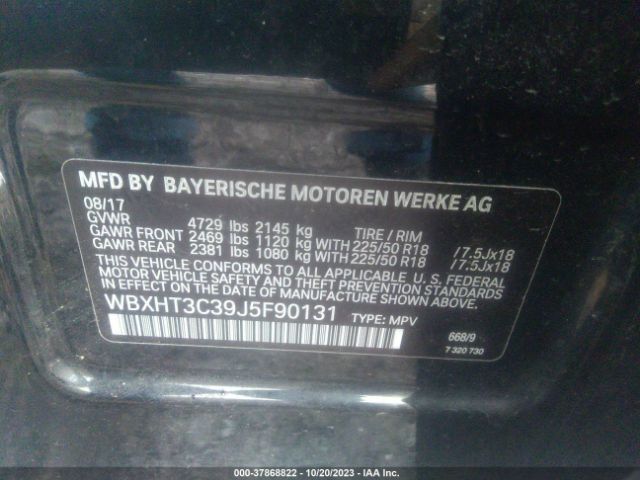 MFD BY BAYERISCHE MOTOREN WERKE AG
08/17
GVWR 4729 lbs 2145 kg TIRE / RIM
GAWR FRONT 2469 lbs 1120 kg WITH 225/50 R18 /7.5Jx18
GAWR REAR 2381 lbs 1080 kg WITH 225/50 R18 /7.5Jx18
THIS VEHICLE CONFORMS TO ALL APPLICABLE U. S. FEDERAL
MOTOR VEHICLE SAFETY AND THEFT PREVENTION STANDARDS
IN EFFECT ON THE DATE OF MANUFACTURE SHOWN ABOVE.
WBXHT3C39J5F90131 TYPE: MPV
668/9
7 320 730
000-37868822 - 10/20/2023 - IAA Inc.